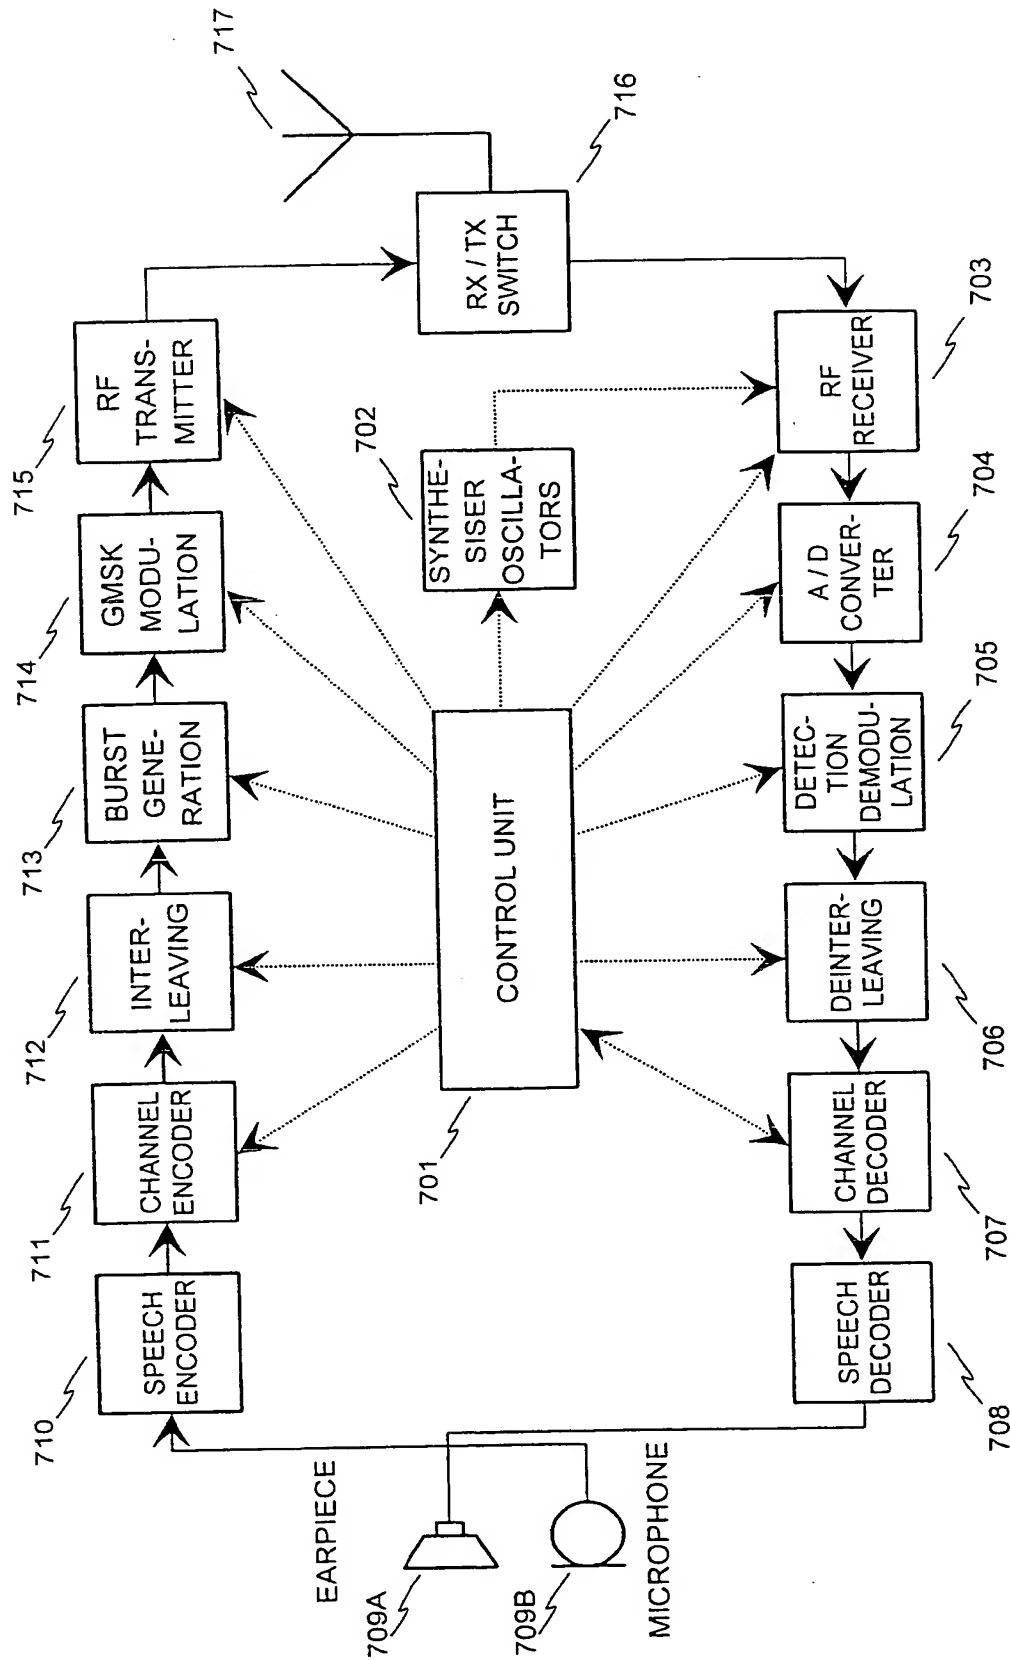 710
711
712
713
714
715
717
SPEECH
ENCODER
CHANNEL
ENCODER
INTER-
LEAVING
BURST
GENE-
RATION
GMSK
MODU-
LATION
RF
TRANS-
MITTER
EARPIECE
709A
709B
MICROPHONE
701
CONTROL UNIT
702
SYNTHE-
SISER
OSCILLA-
TORS
RX / TX
SWITCH
716
SPEECH
DECODER
CHANNEL
DECODER
DEINTER-
LEAVING
DETEC-
TION
DEMODU-
LATION
A / D
CONVER-
TER
RF
RECEIVER
708
707
706
705
704
703